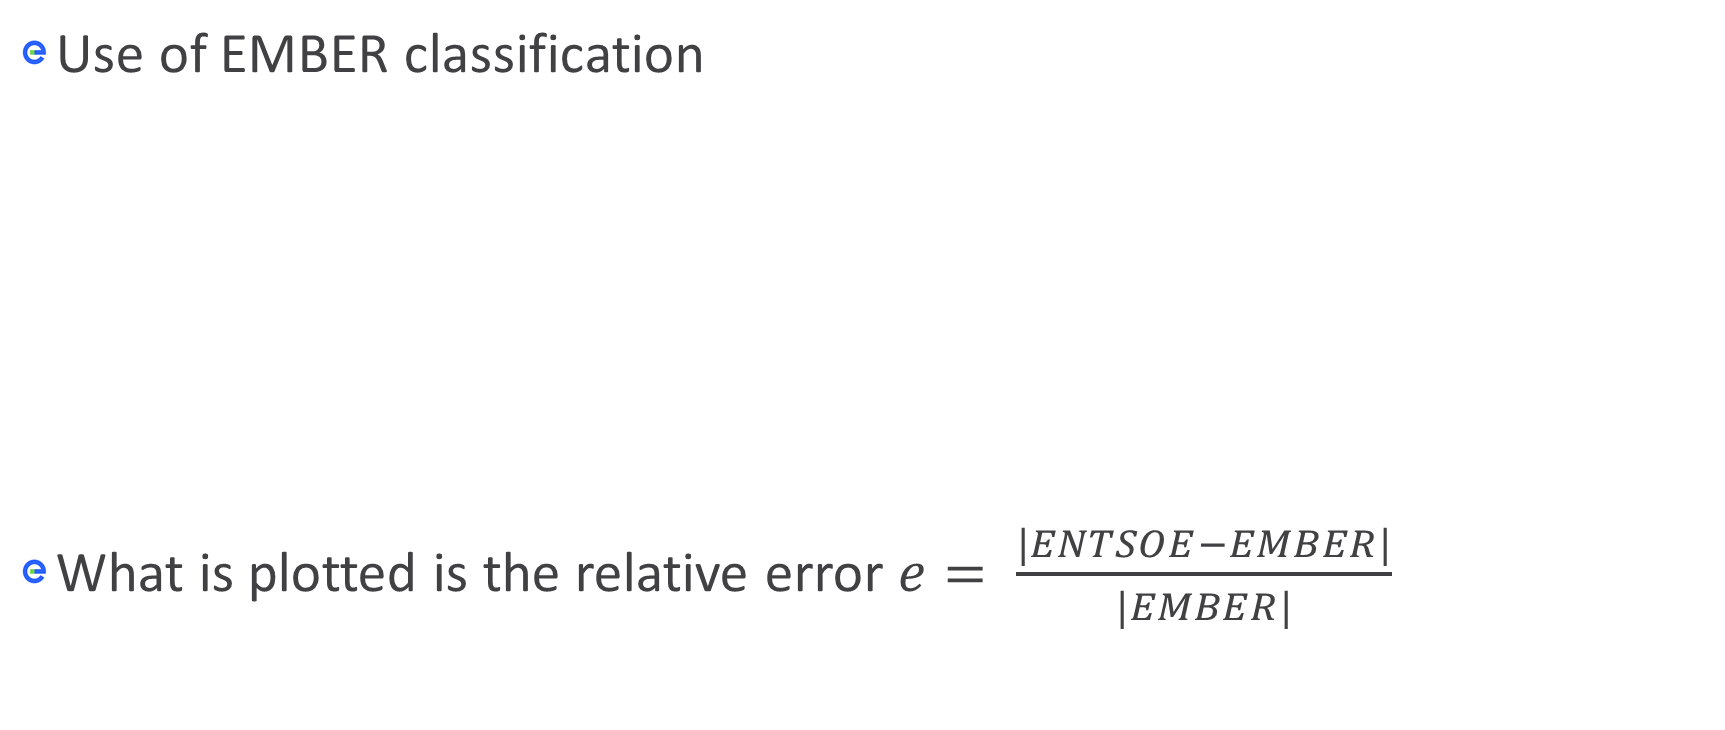 Use of EMBER classification
What is plotted is the relative error e = |ENTSOE−EMBER| / |EMBER|